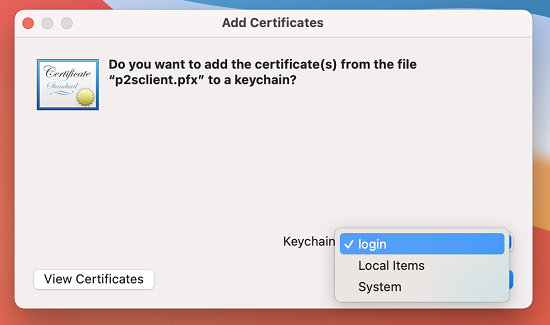 Add Certificates
Certificate
Standard
Do you want to add the certificate(s) from the file
“p2sclient.pfx” to a keychain?
Keychain
✓ login
Local Items
System
View Certificates